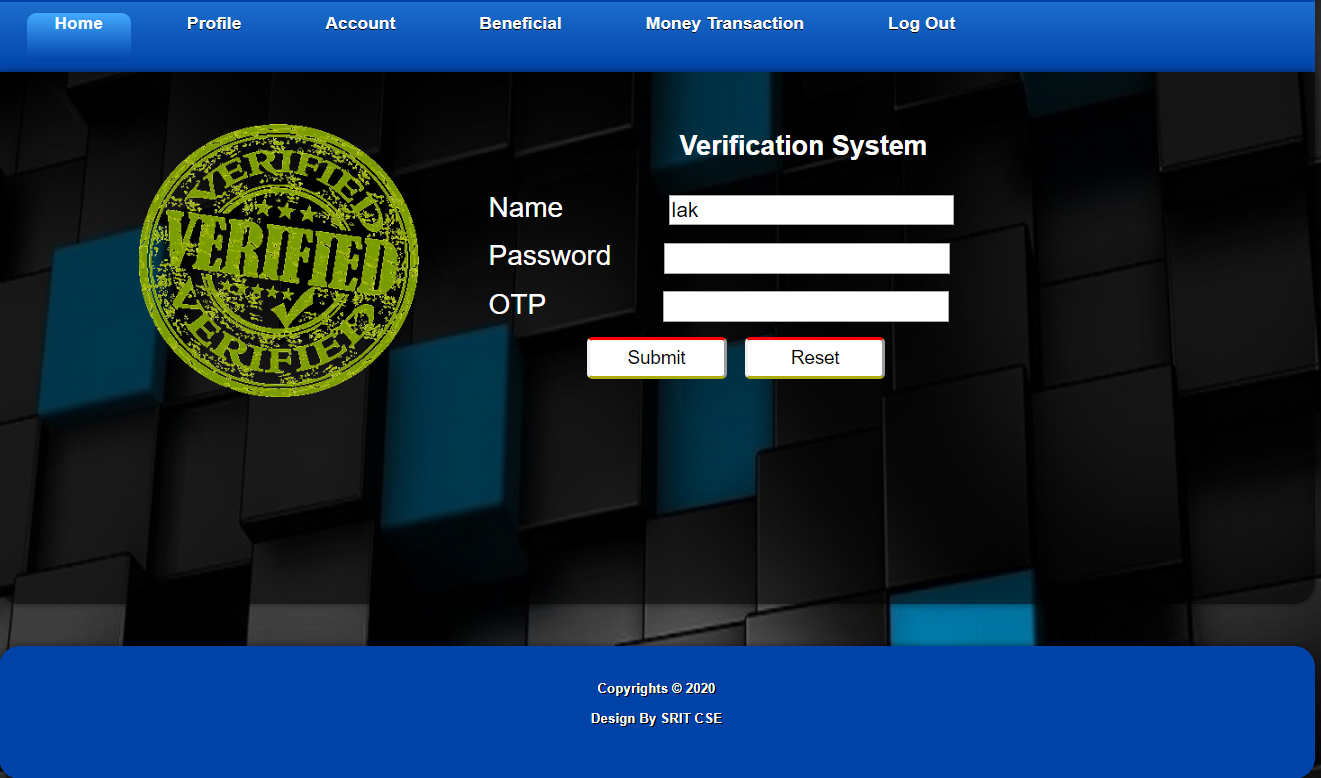 Home Profile Account Beneficial Money Transaction Log Out
VERIFIED
VERIFIED
VERIFIED
Verification System
Name lak
Password
OTP
Submit Reset
Copyrights © 2020
Design By SRIT CSE